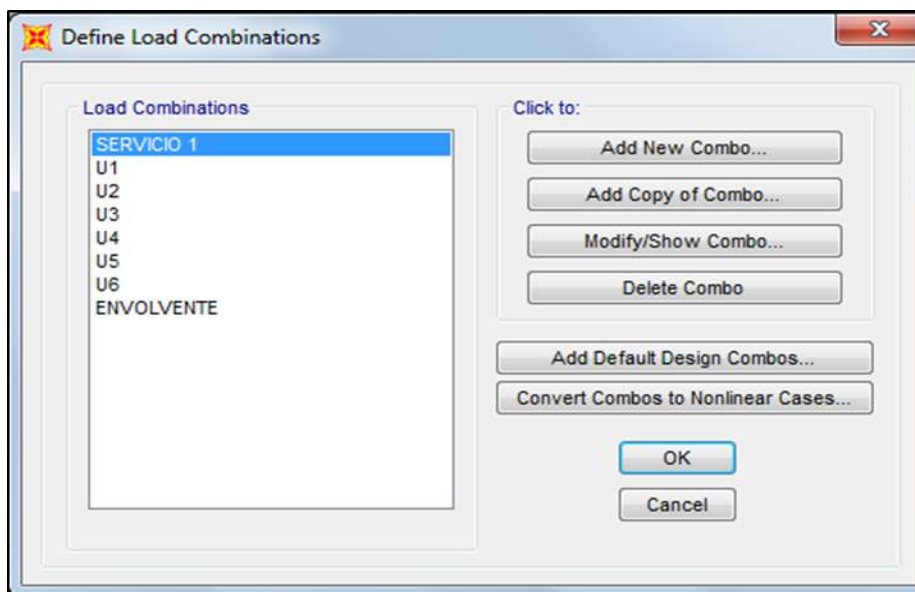 Define Load Combinations
Load Combinations
SERVICIO 1
U1
U2
U3
U4
U5
U6
ENVOLVENTE
Click to:
Add New Combo...
Add Copy of Combo...
Modify/Show Combo...
Delete Combo
Add Default Design Combos...
Convert Combos to Nonlinear Cases...
OK
Cancel